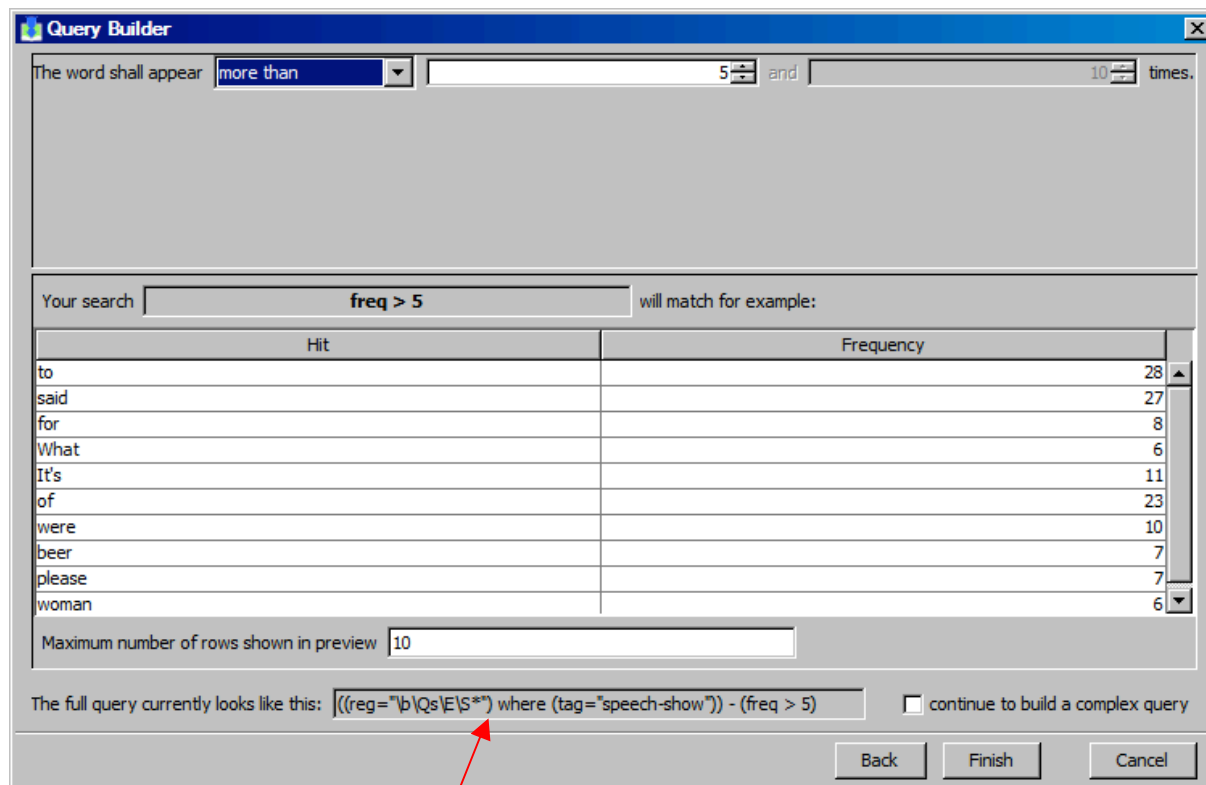 Query Builder
The word shall appear more than 5 and 10 times.
Your search freq > 5 will match for example:
Hit Frequency
to 28
said 27
for 8
What 6
It's 11
of 23
were 10
beer 7
please 7
woman 6
Maximum number of rows shown in preview 10
The full query currently looks like this: ((reg="\b\Qs\E\S*") where (tag="speech-show")) - (freq > 5) continue to build a complex query
Back Finish Cancel